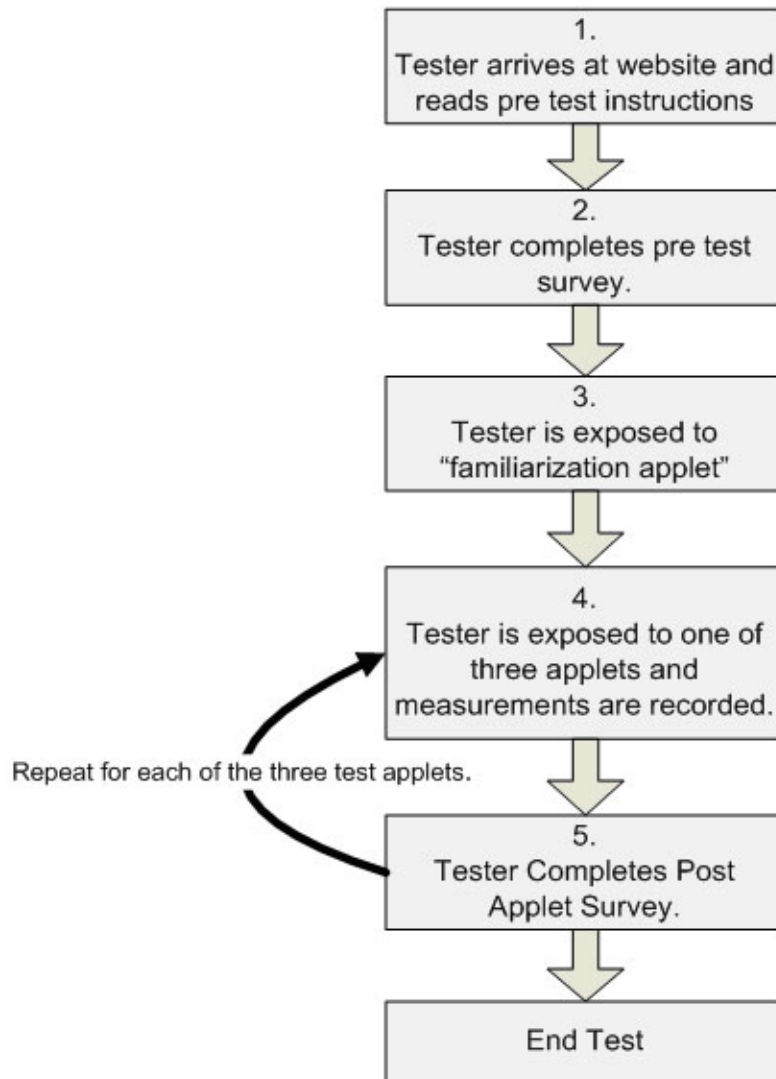 1.
Tester arrives at website and
reads pre test instructions
2.
Tester completes pre test
survey.
3.
Tester is exposed to
“familiarization applet”
4.
Tester is exposed to one of
three applets and
measurements are recorded.
Repeat for each of the three test applets.
5.
Tester Completes Post
Applet Survey.
End Test